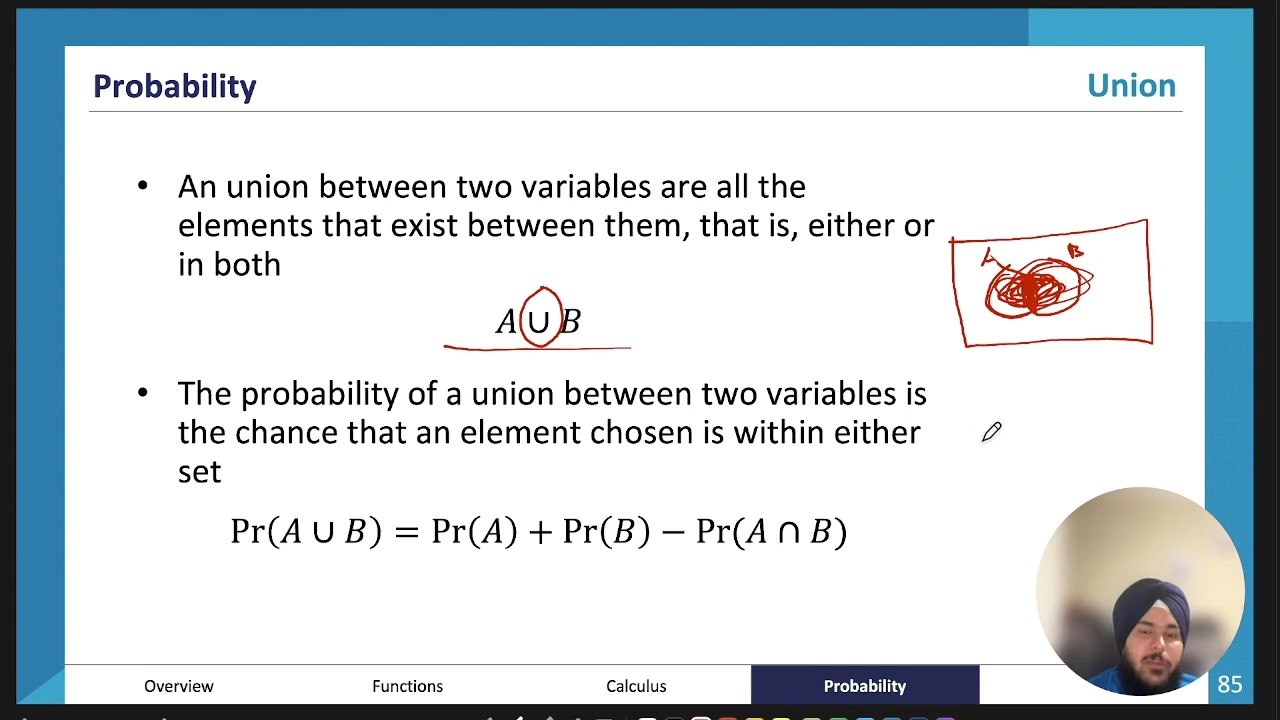 Probability
Union
• An union between two variables are all the
elements that exist between them, that is, either or
in both
A ∪ B
A
B
• The probability of a union between two variables is
the chance that an element chosen is within either
set
Pr(A ∪ B) = Pr(A) + Pr(B) − Pr(A ∩ B)
Overview
Functions
Calculus
Probability
85